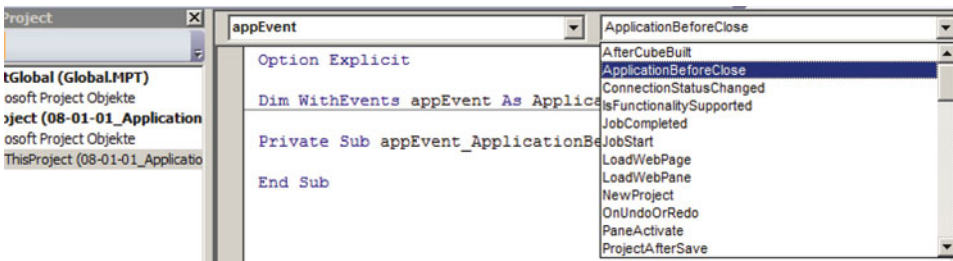 Project
tGlobal (Global.MPT)
osoft Project Objekte
oject (08-01-01_Application
osoft Project Objekte
ThisProject (08-01-01_Applicatio
appEvent
ApplicationBeforeClose
Option Explicit
Dim WithEvents appEvent As Applica
Private Sub appEvent_ApplicationBe
End Sub
AfterCubeBuilt
ApplicationBeforeClose
ConnectionStatusChanged
IsFunctionalitySupported
JobCompleted
JobStart
LoadWebPage
LoadWebPane
NewProject
OnUndoOrRedo
PaneActivate
ProjectAfterSave